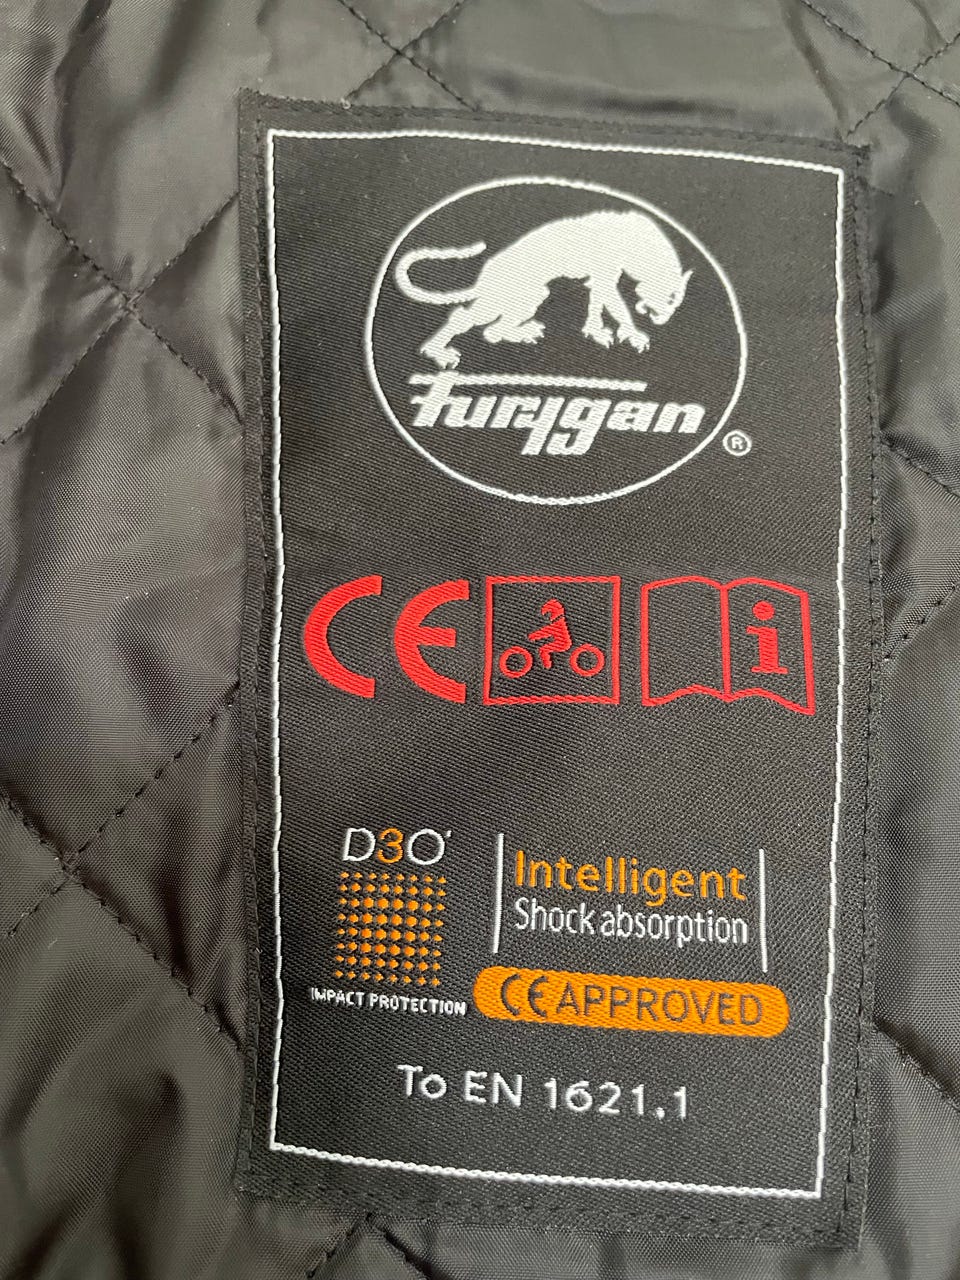 furygan
®
CE
i
D3O
IMPACT PROTECTION
Intelligent
Shock absorption
CE APPROVED
To EN 1621.1